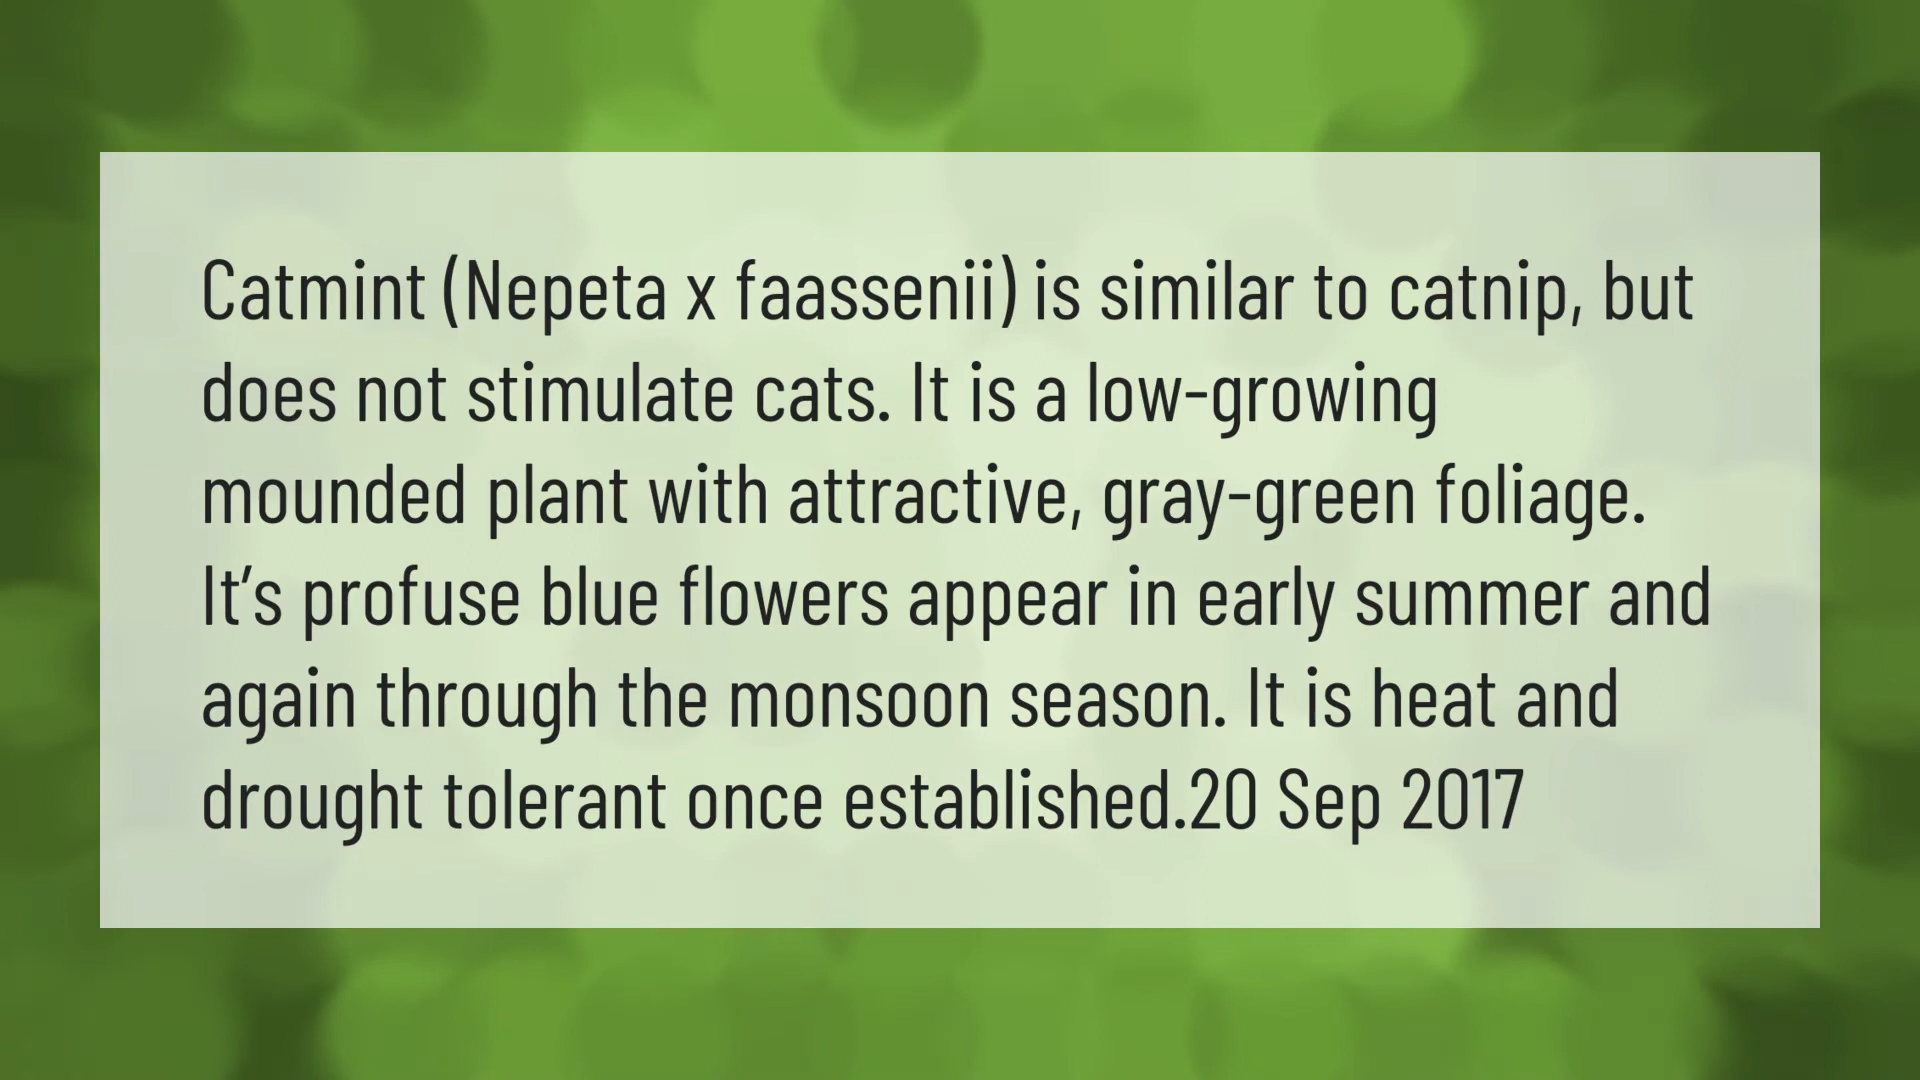 Catmint (Nepeta x faassenii) is similar to catnip, but
does not stimulate cats. It is a low-growing
mounded plant with attractive, gray-green foliage.
It’s profuse blue flowers appear in early summer and
again through the monsoon season. It is heat and
drought tolerant once established.20 Sep 2017